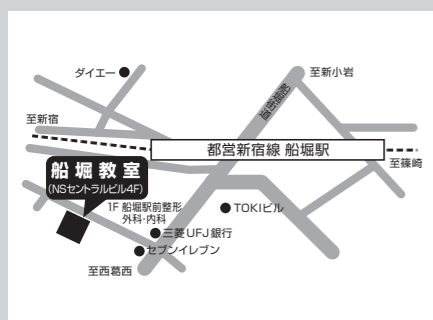 ダイエー
至新小岩
船堀街道
至新宿
都営新宿線 船堀駅
至篠崎
船堀教室
(NSセントラルビル4F)
1F 船堀駅前整形
外科・内科
TOKIビル
三菱UFJ銀行
セブンイレブン
至西葛西